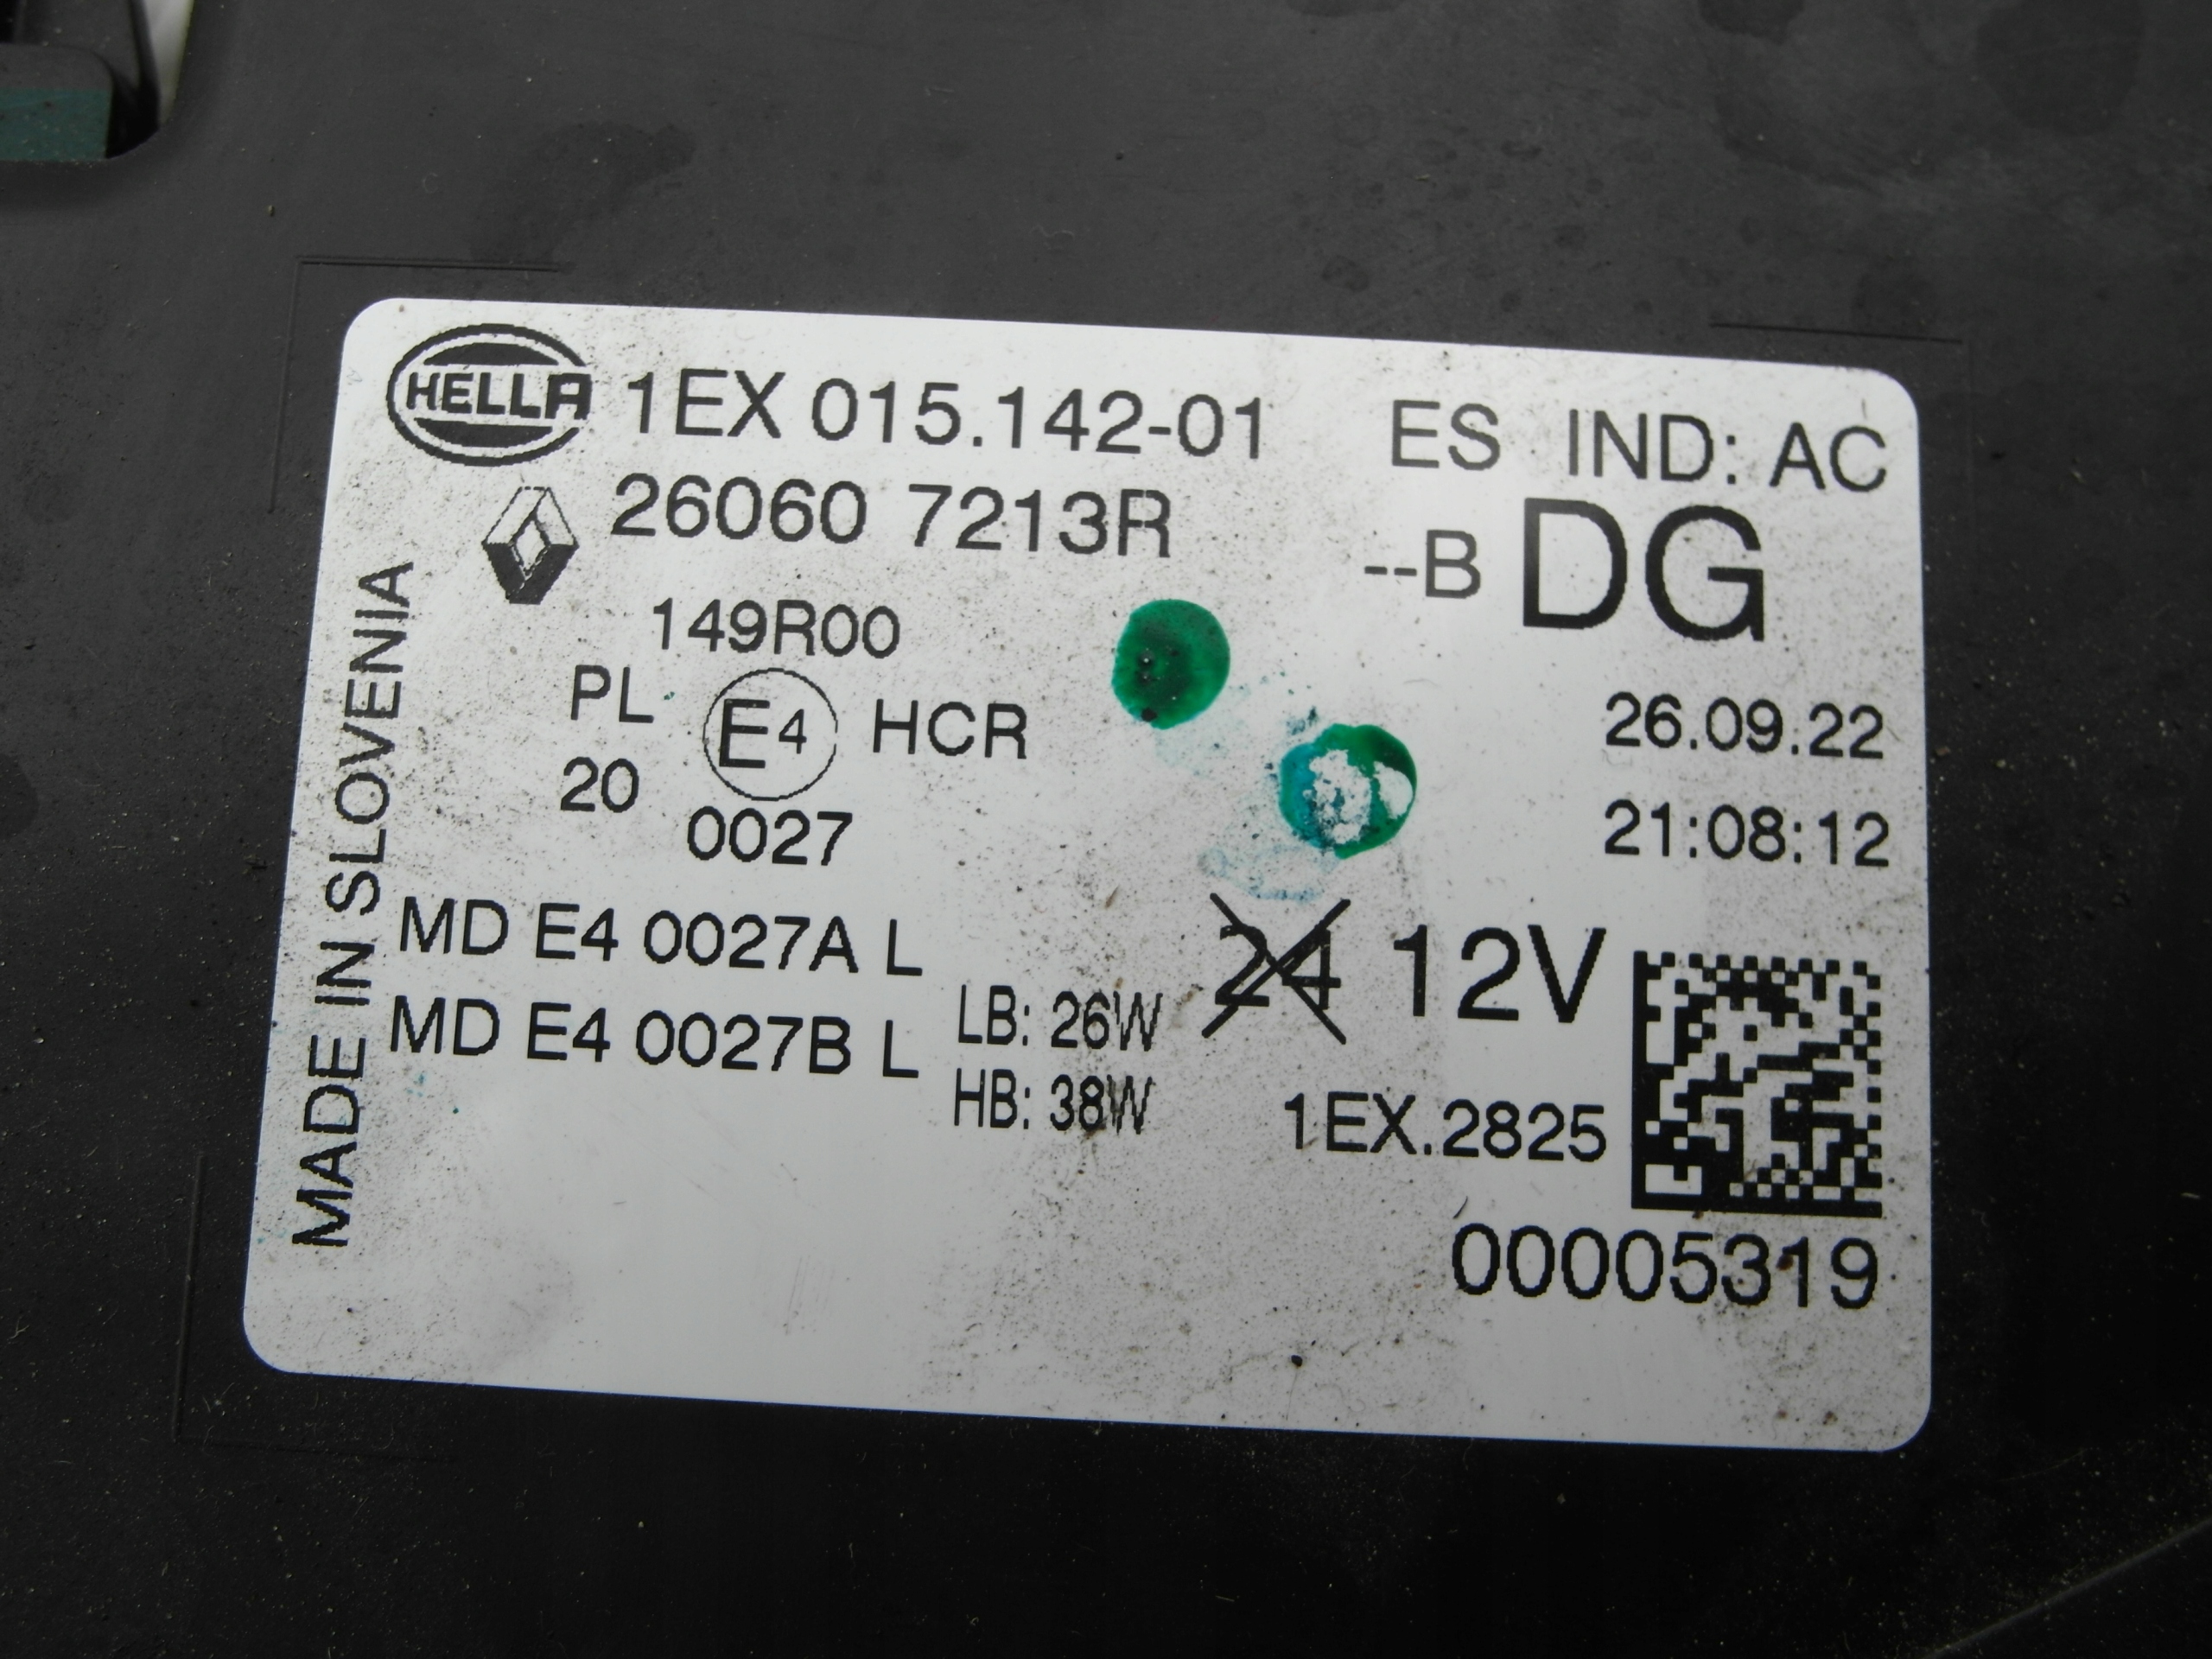 HELLA 1EX 015.142-01 ES IND: AC
26060 7213R --B DG
149R00
PL E4 HCR 26.09.22
20 0027 21:08:12
MADE IN SLOVENIA
MD E4 0027A L 24 12V
MD E4 0027B L LB: 26W
HB: 38W 1EX.2825
00005319